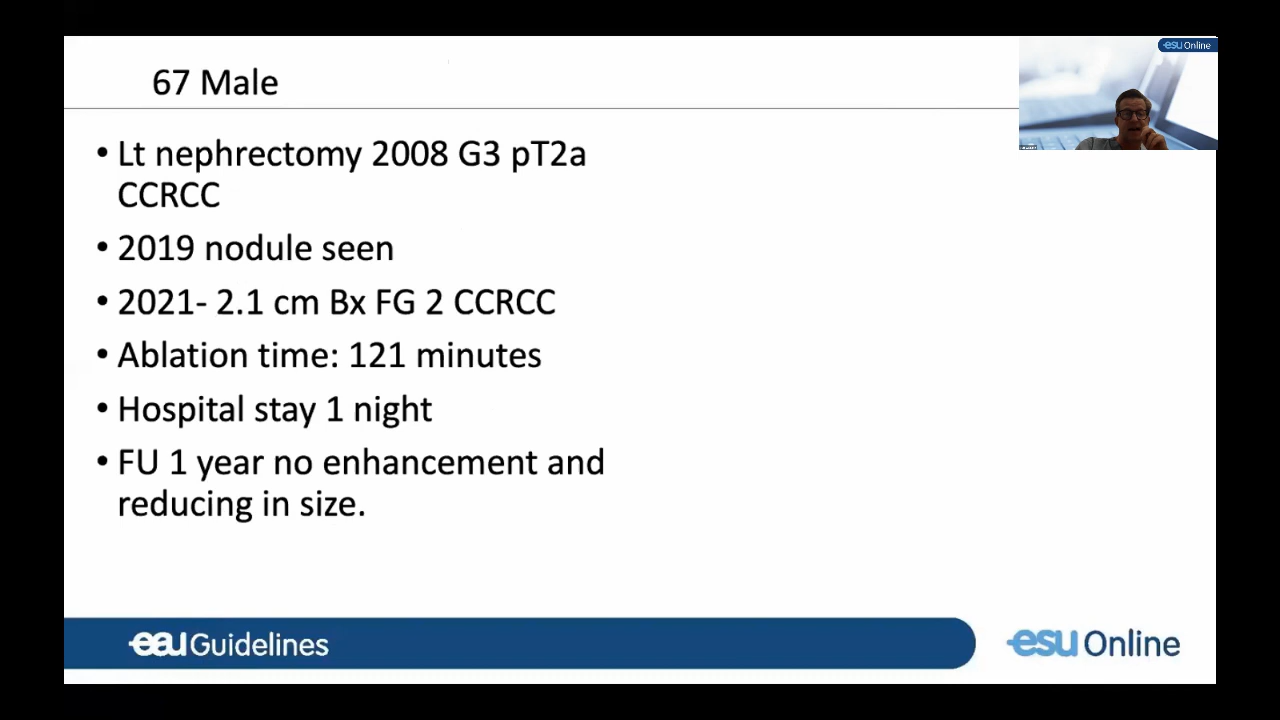 67 Male
esu Online
• Lt nephrectomy 2008 G3 pT2a
CCRCC
• 2019 nodule seen
• 2021- 2.1 cm Bx FG 2 CCRCC
• Ablation time: 121 minutes
• Hospital stay 1 night
• FU 1 year no enhancement and
reducing in size.
eau Guidelines
esu Online